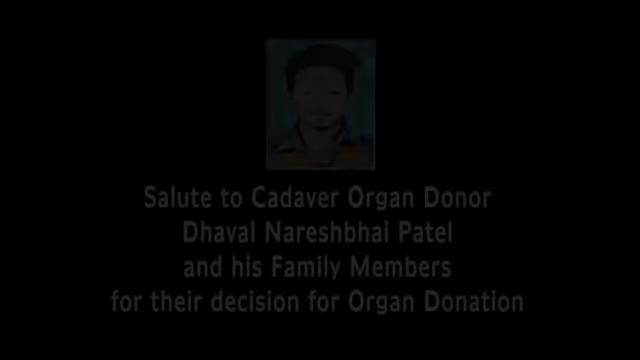 Salute to Cadaver Organ Donor
Dhaval Nareshbhai Patel
and his Family Members
for their decision for Organ Donation